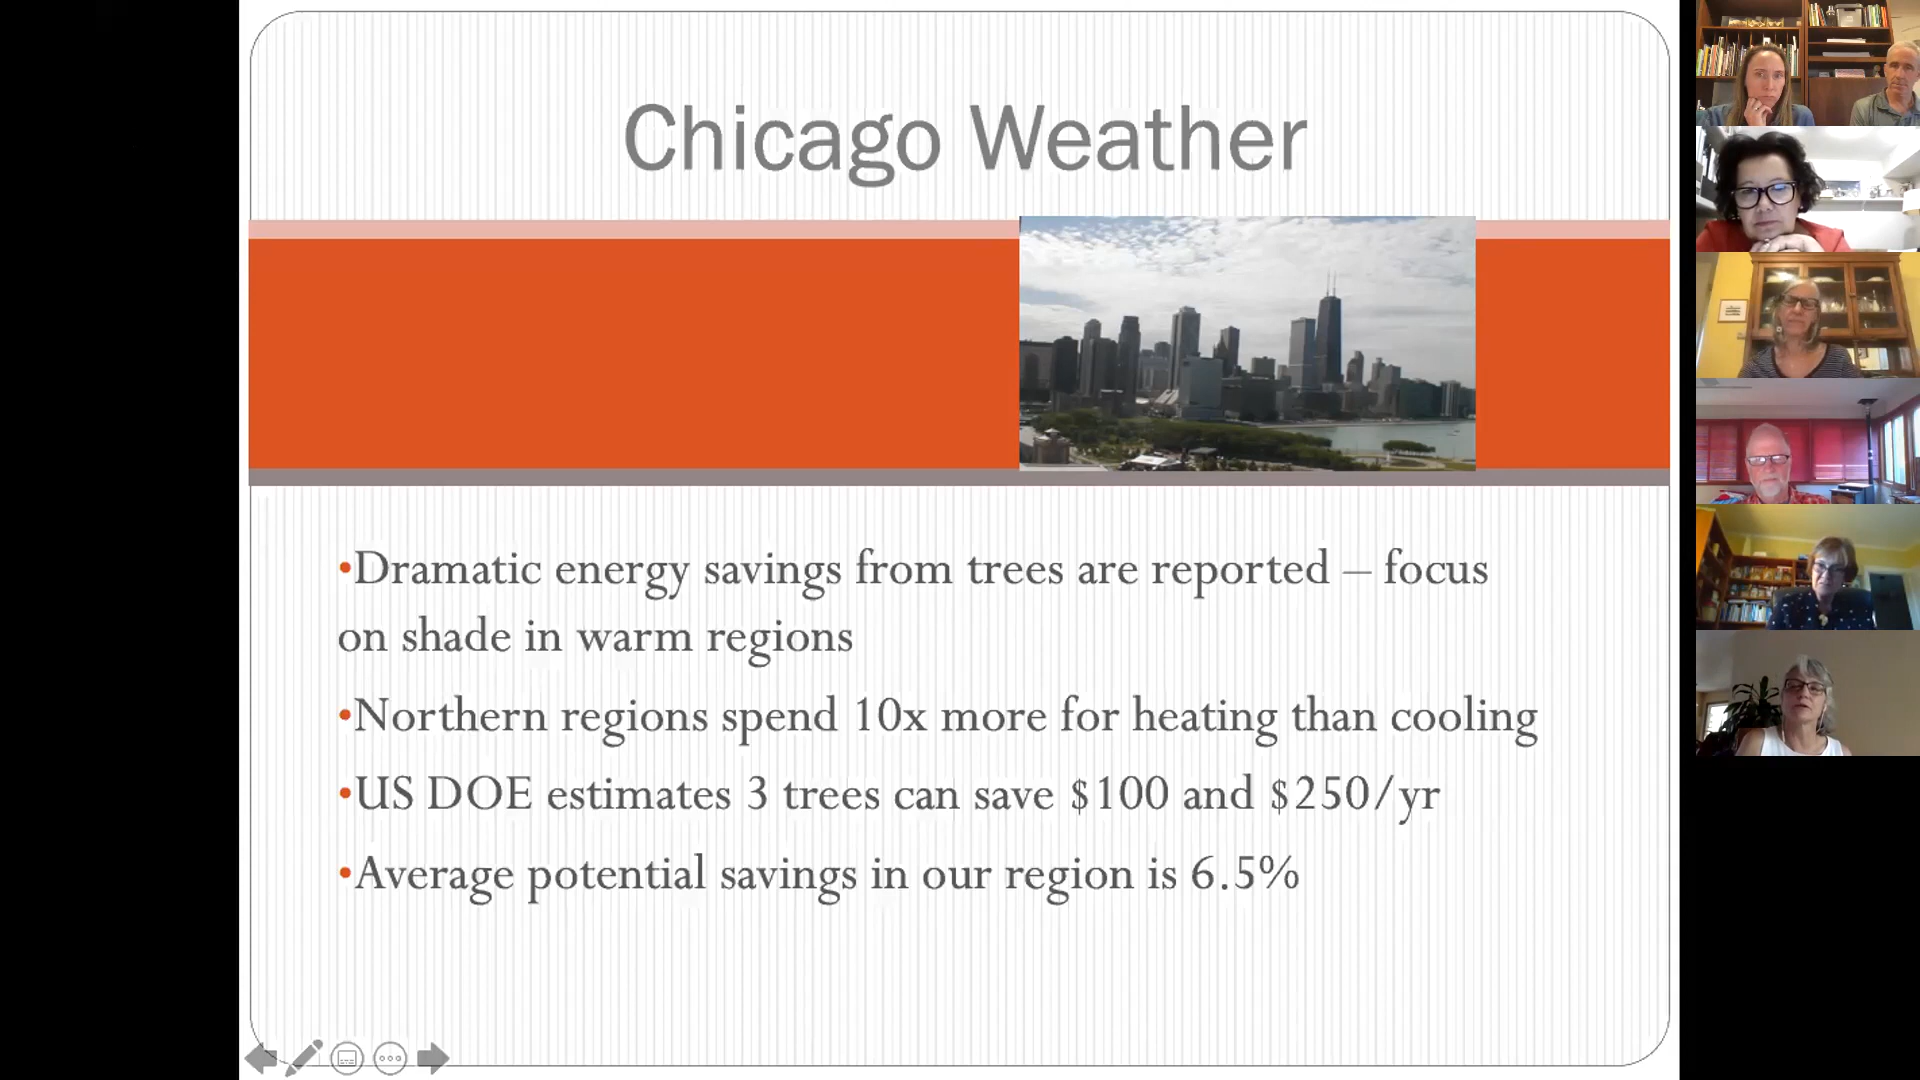 Chicago Weather
•Dramatic energy savings from trees are reported – focus
on shade in warm regions
•Northern regions spend 10x more for heating than cooling
•US DOE estimates 3 trees can save $100 and $250/yr
•Average potential savings in our region is 6.5%